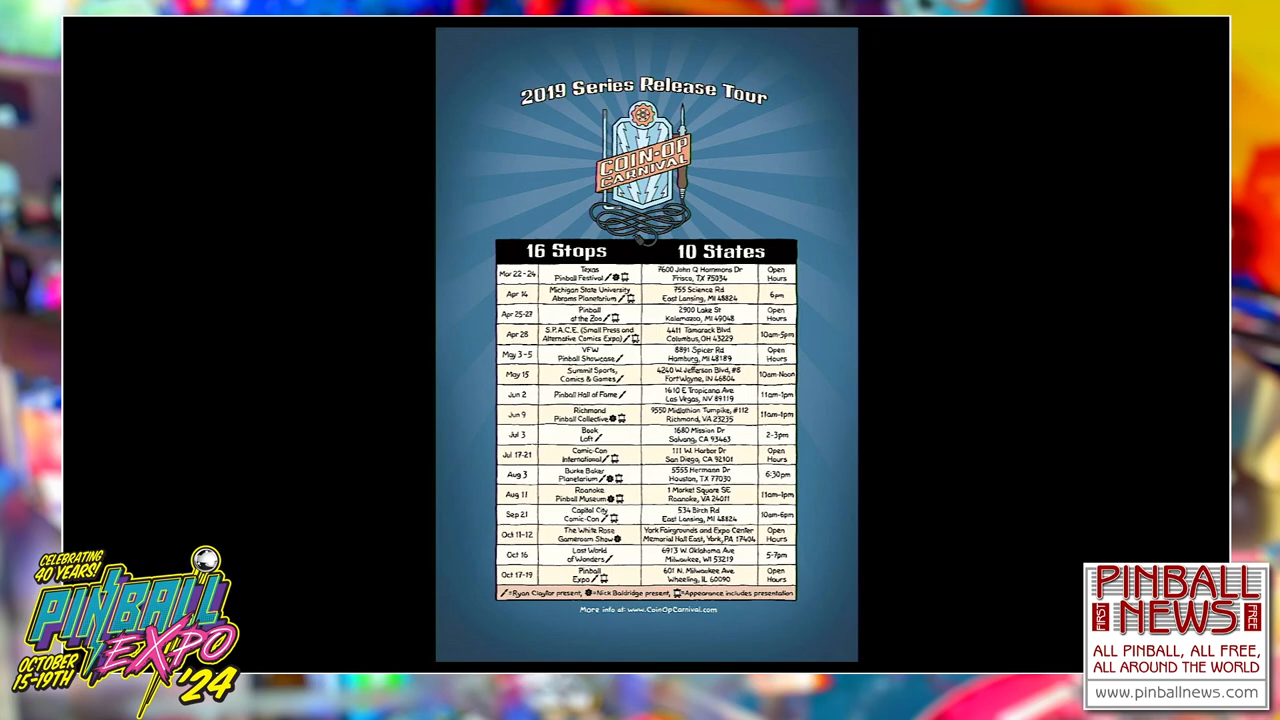 2019 Series Release Tour
COIN-OP
CARNIVAL
16 Stops 10 States
Mar 22-24 Texas Pinball Festival 7600 John Q Hammons Dr Frisco, TX 75034 Open Hours
Apr 14 Michigan State University Abrams Planetarium 755 Science Rd East Lansing, MI 48824 6pm
Apr 25-27 Pinball at the Zoo 2900 Lake St Kalamazoo, MI 49048 Open Hours
Apr 28 S.P.A.C.E. (Small Press and Alternative Comics Expo) 4411 Tamarack Blvd Columbus, OH 43229 10am-5pm
May 3-5 VFW Pinball Showcase 8891 Spicer Rd Hamburg, MI 48189 Open Hours
May 15 Summit Sports, Comics & Games 4240 W. Jefferson Blvd, #8 Fort Wayne, IN 46804 10am-Noon
Jun 2 Pinball Hall of Fame 1610 E Tropicana Ave Las Vegas, NV 89119 11am-1pm
Jun 9 Richmond Pinball Collective 9550 Midlothian Turnpike, #112 Richmond, VA 23235 11am-1pm
Jul 3 Book Loft 1680 Mission Dr Solvang, CA 93463 2-3pm
Jul 17-21 Comic-Con International 111 W. Harbor Dr San Diego, CA 92101 Open Hours
Aug 3 Burke Baker Planetarium 5555 Hermann Dr Houston, TX 77030 6:30pm
Aug 11 Roanoke Pinball Museum 1 Market Square SE Roanoke, VA 24011 11am-1pm
Sep 21 Capital City Comic-Con 534 Birch Rd East Lansing, MI 48824 10am-6pm
Oct 11-12 The White Rose Gameroom Show York Fairgrounds and Expo Center Memorial Hall East, York, PA 17404 Open Hours
Oct 16 Lost World of Wonders 6913 W. Oklahoma Ave Milwaukee, WI 53219 5-7pm
Oct 17-19 Pinball Expo 601 N. Milwaukee Ave Wheeling, IL 60090 Open Hours
=Ryan Claytor present, =Nick Baldridge present, =Appearance includes presentation
More info at: www.CoinOpCarnival.com
CELEBRATING
40 YEARS!
PINBALL
EXPO
OCTOBER
15-19TH
'24
PINBALL
FIRST NEWS FREE
ALL PINBALL, ALL FREE,
ALL AROUND THE WORLD
www.pinballnews.com